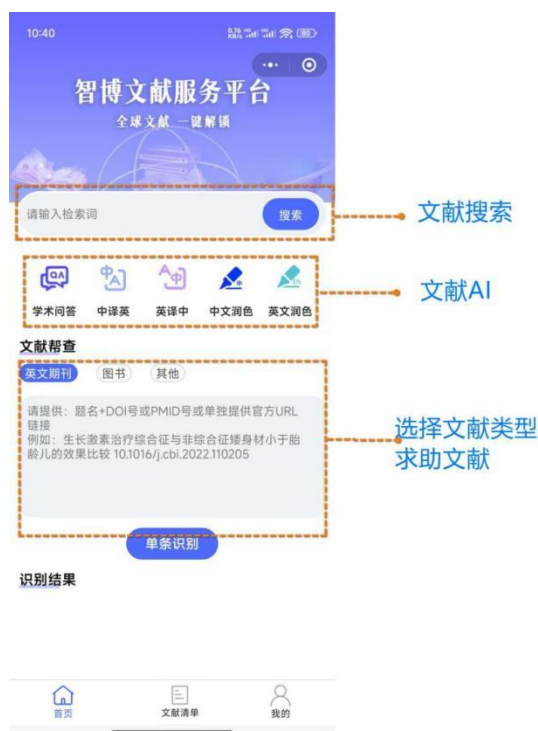 10:40
0.76 KB/s
智博文献服务平台
全球文献 一键解锁
请输入检索词
搜索
文献搜索
学术问答
中译英
英译中
中文润色
英文润色
文献AI
文献帮查
英文期刊
图书
其他
请提供：题名+DOI号或PMID号或单独提供官方URL
链接
例如：生长激素治疗综合征与非综合征矮身材小于胎
龄儿的效果比较 10.1016/j.cbi.2022.110205
选择文献类型
求助文献
单条识别
识别结果
首页
文献清单
我的